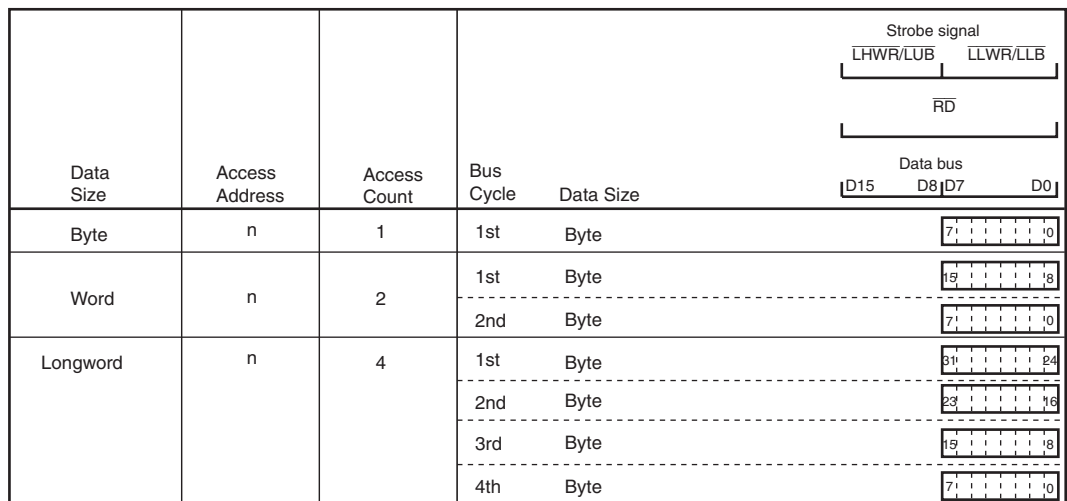 Strobe signal
LHWR/LUB LLWR/LLB
RD
Data Size
Access Address
Access Count
Bus Cycle
Data Size
Data bus
D15 D8 D7 D0
Byte n 1 1st Byte 7 0
Word n 2 1st Byte 15 8
2nd Byte 7 0
Longword n 4 1st Byte 31 24
2nd Byte 23 16
3rd Byte 15 8
4th Byte 7 0